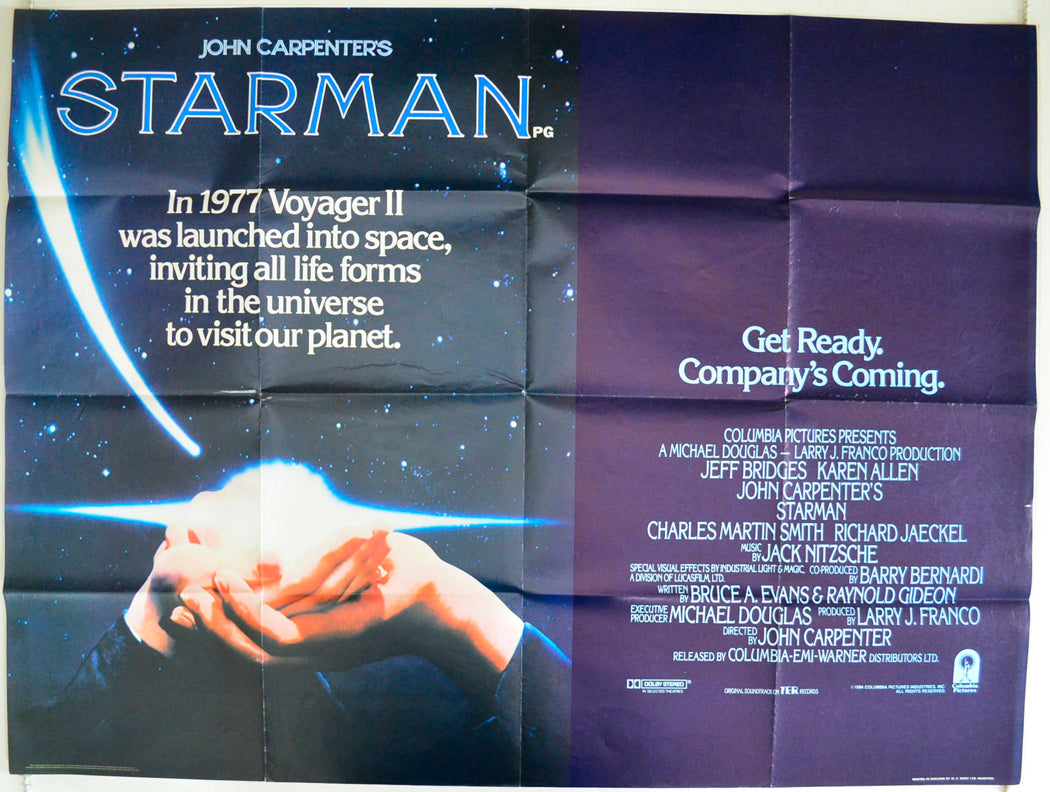 JOHN CARPENTER'S
STARMAN
PG
In 1977 Voyager II
was launched into space,
inviting all life forms
in the universe
to visit our planet.
Get Ready.
Company's Coming.
COLUMBIA PICTURES PRESENTS
A MICHAEL DOUGLAS — LARRY J. FRANCO PRODUCTION
JEFF BRIDGES KAREN ALLEN
JOHN CARPENTER'S
STARMAN
CHARLES MARTIN SMITH RICHARD JAECKEL
MUSIC BY JACK NITZSCHE
SPECIAL VISUAL EFFECTS BY INDUSTRIAL LIGHT & MAGIC, A DIVISION OF LUCASFILM, LTD. CO-PRODUCED BY BARRY BERNARDI
WRITTEN BY BRUCE A. EVANS & RAYNOLD GIDEON
EXECUTIVE PRODUCER MICHAEL DOUGLAS PRODUCED BY LARRY J. FRANCO
DIRECTED BY JOHN CARPENTER
RELEASED BY COLUMBIA-EMI-WARNER DISTRIBUTORS LTD.
DOLBY STEREO ®
IN SELECTED THEATRES
ORIGINAL SOUNDTRACK ON TER RECORDS
© 1984 COLUMBIA PICTURES INDUSTRIES, INC.
ALL RIGHTS RESERVED.
Columbia
Pictures